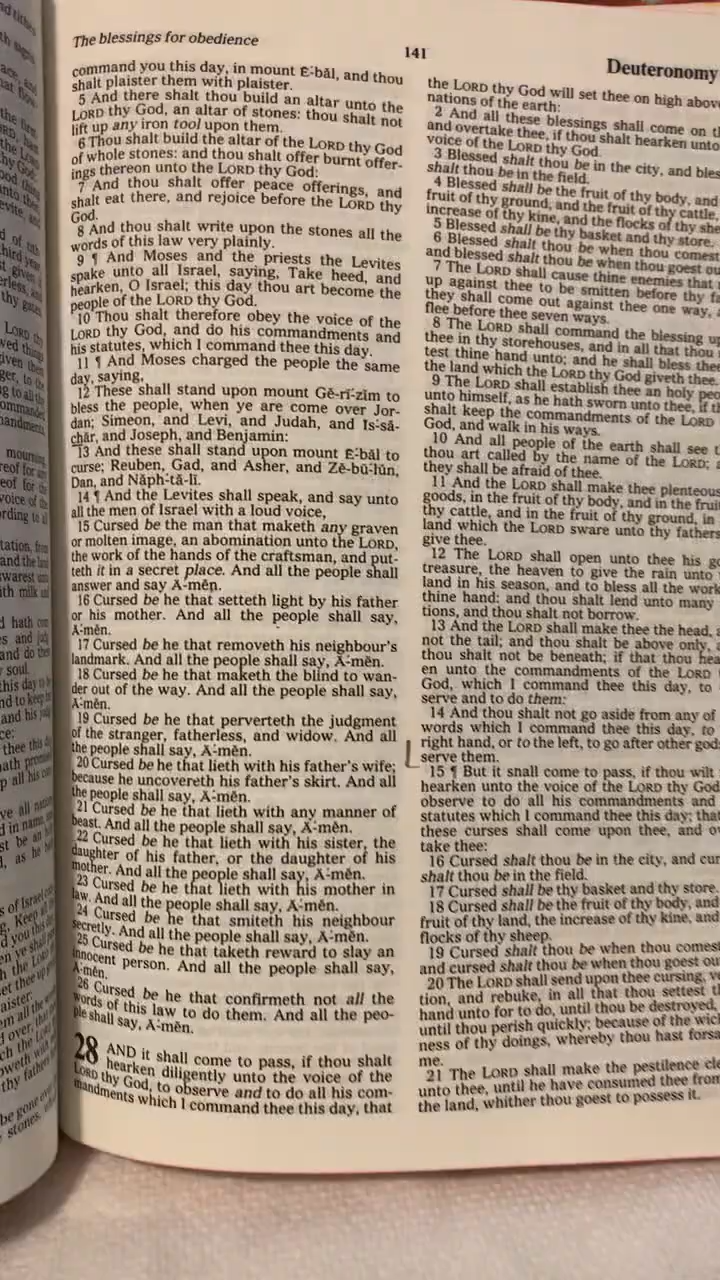 The blessings for obedience
141
Deuteronomy
command you this day, in mount Ē´-băl, and thou
shalt plaister them with plaister.
5 And there shalt thou build an altar unto the
LORD thy God, an altar of stones: thou shalt not
lift up any iron tool upon them.
6 Thou shalt build the altar of the LORD thy God
of whole stones: and thou shalt offer burnt offer-
ings thereon unto the LORD thy God:
7 And thou shalt offer peace offerings, and
shalt eat there, and rejoice before the LORD thy
God.
8 And thou shalt write upon the stones all the
words of this law very plainly.
9 ¶ And Moses and the priests the Levites
spake unto all Israel, saying, Take heed, and
hearken, O Israel; this day thou art become the
people of the LORD thy God.
10 Thou shalt therefore obey the voice of the
LORD thy God, and do his commandments and
his statutes, which I command thee this day.
11 ¶ And Moses charged the people the same
day, saying,
12 These shall stand upon mount Gĕ-rī´-zĭm to
bless the people, when ye are come over Jor-
dan; Simeon, and Levi, and Judah, and Ĭs´-să-
chär, and Joseph, and Benjamin:
13 And these shall stand upon mount Ē´-băl to
curse; Reuben, Gad, and Asher, and Zĕ-bū´-lŭn,
Dan, and Năph´-tă-lī.
14 ¶ And the Levites shall speak, and say unto
all the men of Israel with a loud voice,
15 Cursed be the man that maketh any graven
or molten image, an abomination unto the LORD,
the work of the hands of the craftsman, and put-
teth it in a secret place. And all the people shall
answer and say Ā´-mĕn.
16 Cursed be he that setteth light by his father
or his mother. And all the people shall say,
Ā´-mĕn.
17 Cursed be he that removeth his neighbour's
landmark. And all the people shall say, Ā´-mĕn.
18 Cursed be he that maketh the blind to wan-
der out of the way. And all the people shall say,
Ā´-mĕn.
19 Cursed be he that perverteth the judgment
of the stranger, fatherless, and widow. And all
the people shall say, Ā´-mĕn.
20 Cursed be he that lieth with his father's wife;
because he uncovereth his father's skirt. And all
the people shall say, Ā´-mĕn.
21 Cursed be he that lieth with any manner of
beast. And all the people shall say, Ā´-mĕn.
22 Cursed be he that lieth with his sister, the
daughter of his father, or the daughter of his
mother. And all the people shall say, Ā´-mĕn.
23 Cursed be he that lieth with his mother in
law. And all the people shall say, Ā´-mĕn.
24 Cursed be he that smiteth his neighbour
secretly. And all the people shall say, Ā´-mĕn.
25 Cursed be he that taketh reward to slay an
innocent person. And all the people shall say,
Ā´-mĕn.
26 Cursed be he that confirmeth not all the
words of this law to do them. And all the peo-
ple shall say, Ā´-mĕn.
28 AND it shall come to pass, if thou shalt
hearken diligently unto the voice of the
LORD thy God, to observe and to do all his com-
mandments which I command thee this day, that
the LORD thy God will set thee on high above
nations of the earth:
2 And all these blessings shall come on
and overtake thee, if thou shalt hearken unto
voice of the LORD thy God.
3 Blessed shalt thou be in the city, and
shalt thou be in the field.
4 Blessed shall be the fruit of thy body, and
fruit of thy ground, and the fruit of thy cattle,
increase of thy kine, and the flocks of thy
5 Blessed shall be thy basket and thy store.
6 Blessed shalt thou be when thou
and blessed shalt thou be when thou goest
7 The LORD shall cause thine enemies that
up against thee to be smitten before thy
they shall come out against thee one way,
flee before thee seven ways.
8 The LORD shall command the blessing
thee in thy storehouses, and in all that thou
test thine hand unto; and he shall bless
the land which the LORD thy God giveth thee.
9 The LORD shall establish thee an holy
unto himself, as he hath sworn unto thee, if
shalt keep the commandments of the LORD
God, and walk in his ways.
10 And all people of the earth shall see
thou art called by the name of the LORD;
they shall be afraid of thee.
11 And the LORD shall make thee plenteous
goods, in the fruit of thy body, and in the
thy cattle, and in the fruit of thy ground, in
land which the LORD sware unto thy fathers
give thee.
12 The LORD shall open unto thee his
treasure, the heaven to give the rain unto
land in his season, and to bless all the work
thine hand: and thou shalt lend unto many
tions, and thou shalt not borrow.
13 And the LORD shall make thee the head,
not the tail; and thou shalt be above only,
thou shalt not be beneath; if that thou
en unto the commandments of the LORD
God, which I command thee this day, to
serve and to do them:
14 And thou shalt not go aside from any of
words which I command thee this day, to
right hand, or to the left, to go after other
serve them.
15 ¶ But it shall come to pass, if thou wilt
hearken unto the voice of the LORD thy God
observe to do all his commandments and
statutes which I command thee this day; that
these curses shall come upon thee, and
take thee:
16 Cursed shalt thou be in the city, and
shalt thou be in the field.
17 Cursed shall be thy basket and thy store.
18 Cursed shall be the fruit of thy body, and
fruit of thy land, the increase of thy kine, and
flocks of thy sheep.
19 Cursed shalt thou be when thou
and cursed shalt thou be when thou goest
20 The LORD shall send upon thee cursing,
tion, and rebuke, in all that thou settest
hand unto for to do, until thou be destroyed,
until thou perish quickly; because of the
ness of thy doings, whereby thou hast
me.
21 The LORD shall make the pestilence
unto thee, until he have consumed thee from
the land, whither thou goest to possess it.